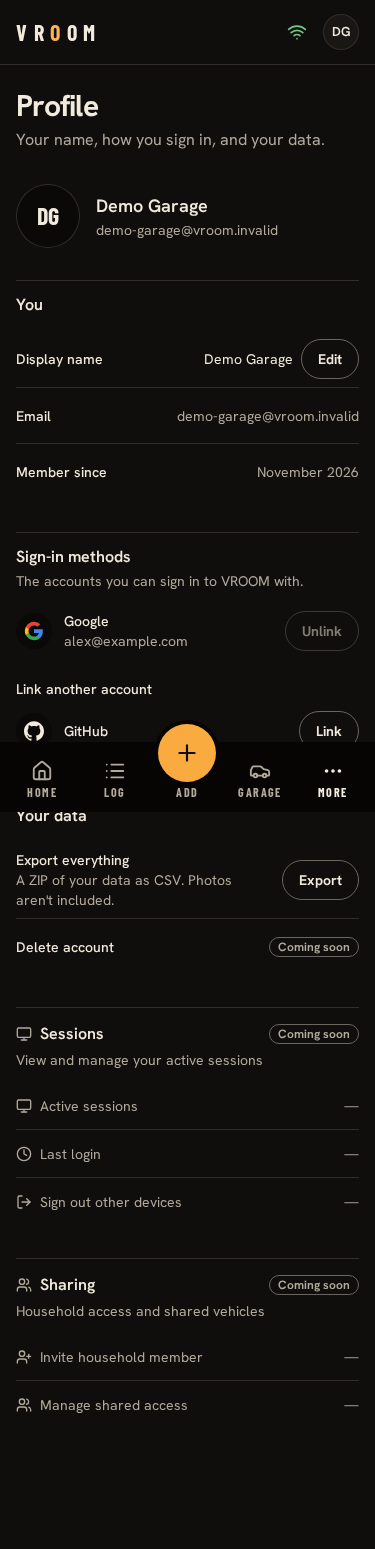 VROOM
DG
Profile
Your name, how you sign in, and your data.
DG
Demo Garage
demo-garage@vroom.invalid
You
Display name
Demo Garage
Edit
Email
demo-garage@vroom.invalid
Member since
November 2026
Sign-in methods
The accounts you can sign in to VROOM with.
Google
alex@example.com
Unlink
Link another account
GitHub
Link
HOME
LOG
ADD
GARAGE
MORE
Your data
Export everything
A ZIP of your data as CSV. Photos
aren't included.
Export
Delete account
Coming soon
Sessions
Coming soon
View and manage your active sessions
Active sessions
—
Last login
—
Sign out other devices
—
Sharing
Coming soon
Household access and shared vehicles
Invite household member
—
Manage shared access
—